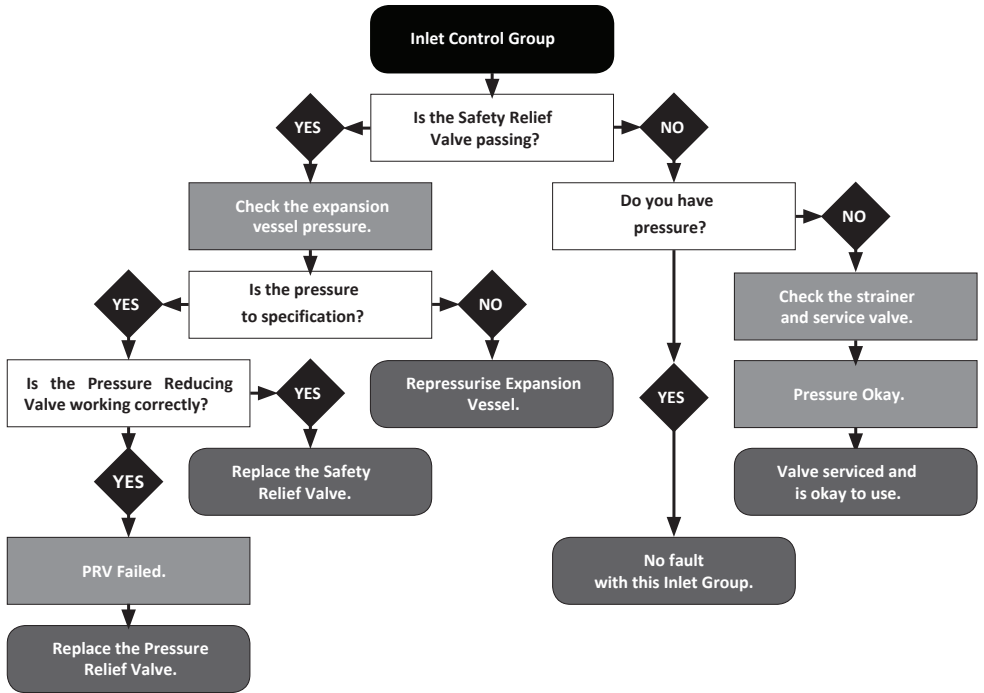 Inlet Control Group
Is the Safety Relief
Valve passing?
YES
NO
Check the expansion
vessel pressure.
Do you have
pressure?
NO
Is the pressure
to specification?
YES
NO
Check the strainer
and service valve.
Is the Pressure Reducing
Valve working correctly?
YES
Repressurise Expansion
Vessel.
YES
Pressure Okay.
Replace the Safety
Relief Valve.
Valve serviced and
is okay to use.
YES
PRV Failed.
No fault
with this Inlet Group.
Replace the Pressure
Relief Valve.